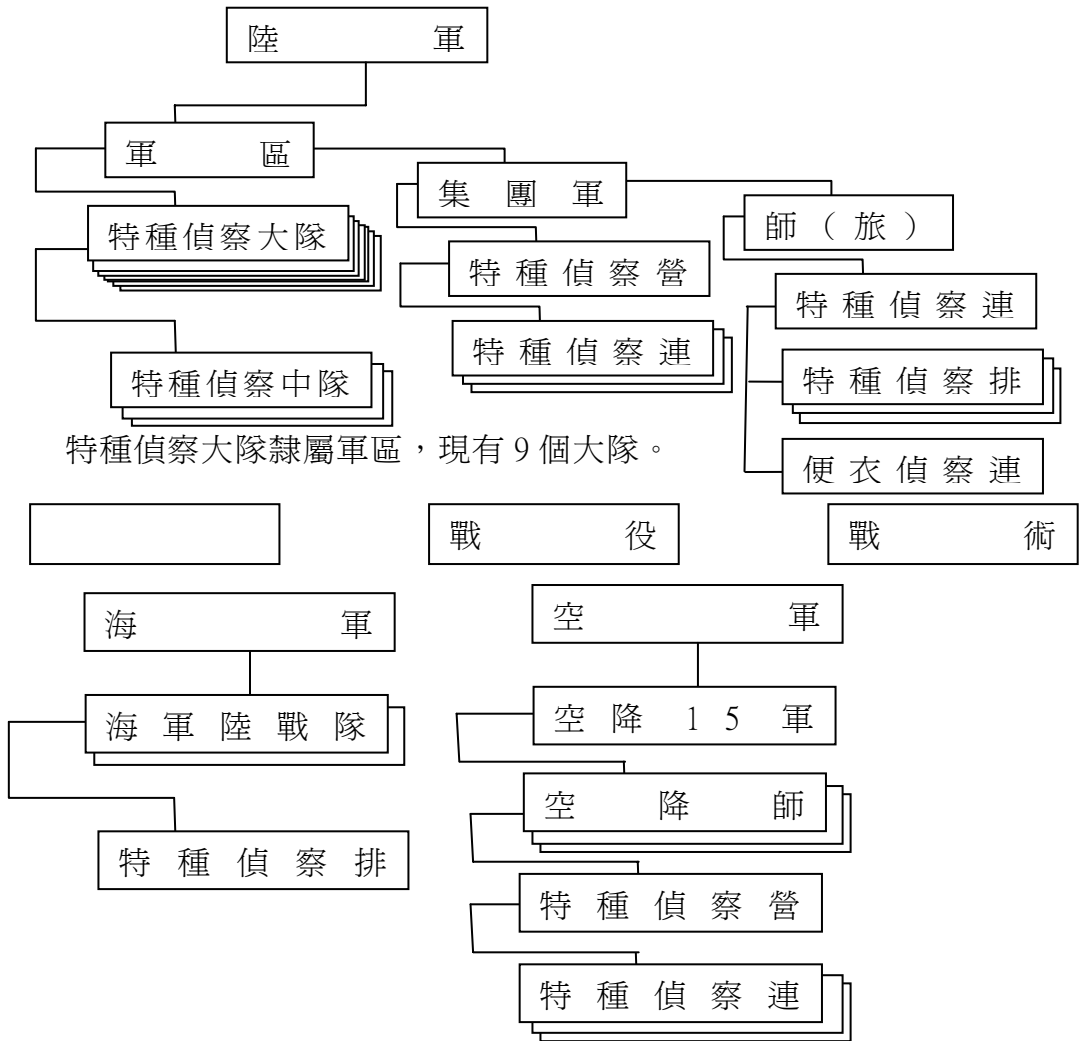 陸軍
軍區
集團軍
師（旅）
特種偵察大隊
特種偵察營
特種偵察連
特種偵察連
特種偵察中隊
特種偵察排
特種偵察大隊隸屬軍區，現有9個大隊。
便衣偵察連
戰役
戰術
海軍
空軍
海軍陸戰隊
空降15軍
空降師
特種偵察排
特種偵察營
特種偵察連